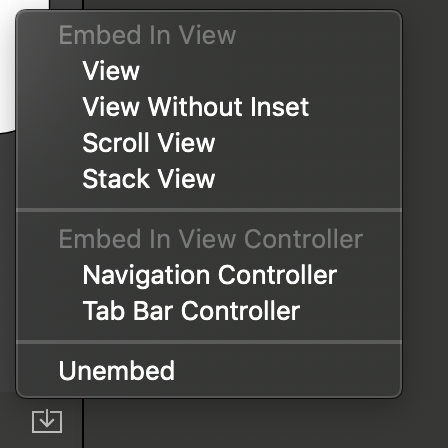 Embed In View
View
View Without Inset
Scroll View
Stack View
Embed In View Controller
Navigation Controller
Tab Bar Controller
Unembed